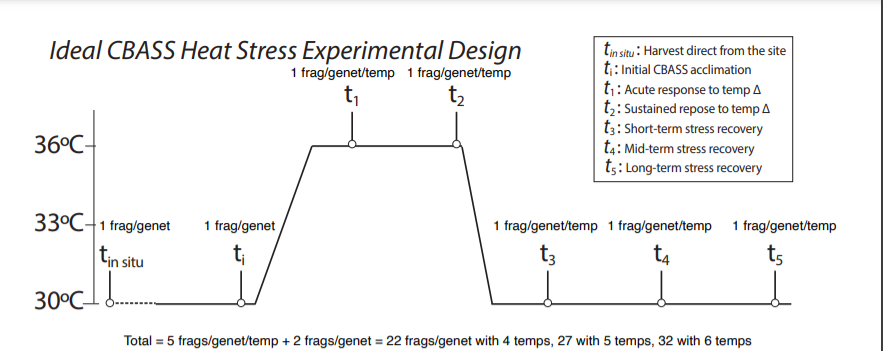 Ideal CBASS Heat Stress Experimental Design
t in situ: Harvest direct from the site
ti: Initial CBASS acclimation
t1: Acute response to temp Δ
t2: Sustained repose to temp Δ
t3: Short-term stress recovery
t4: Mid-term stress recovery
t5: Long-term stress recovery
1 frag/genet/temp 1 frag/genet/temp
t1 t2
36ºC
33ºC
1 frag/genet 1 frag/genet 1 frag/genet/temp 1 frag/genet/temp 1 frag/genet/temp
tin situ ti t3 t4 t5
30ºC
Total = 5 frags/genet/temp + 2 frags/genet = 22 frags/genet with 4 temps, 27 with 5 temps, 32 with 6 temps